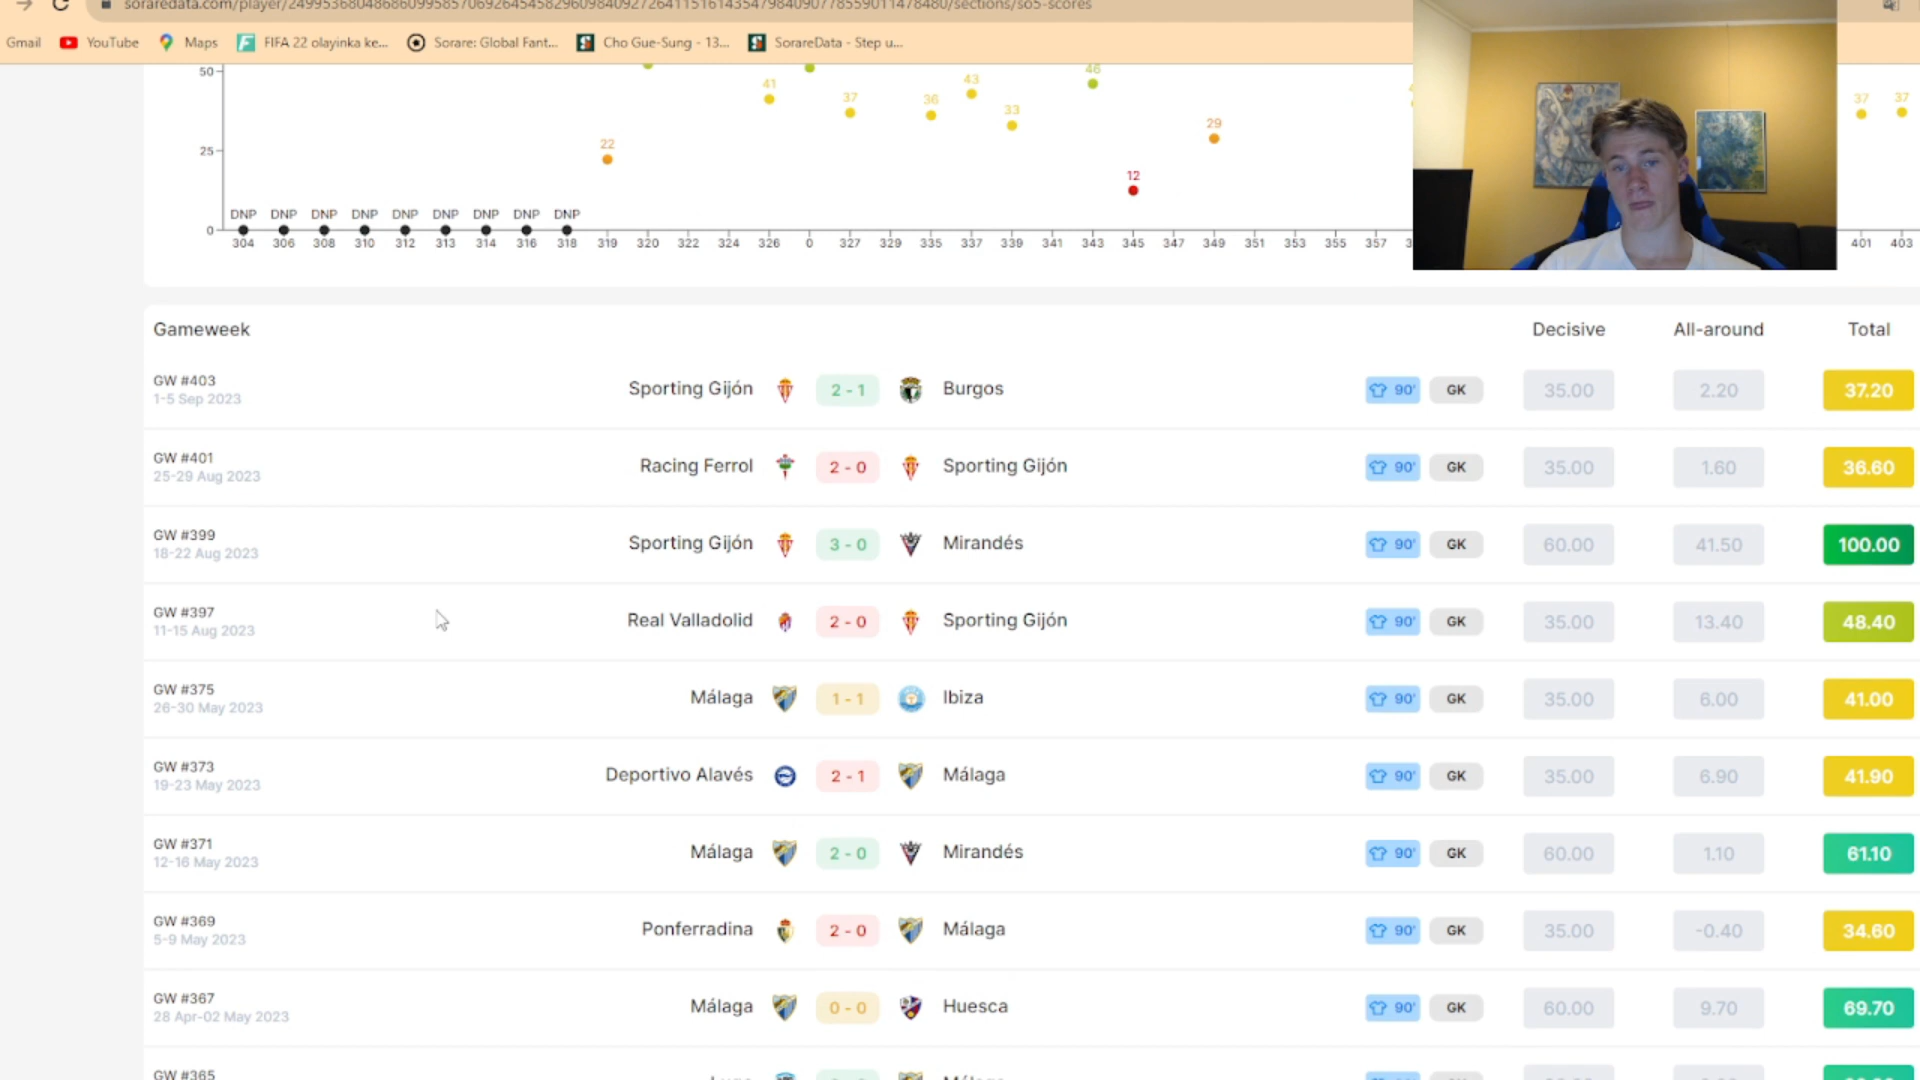 soraredata.com/player/24995368048686099585706926454582960984092726411516143547984090778559011478480/sections/so5-scores
Gmail YouTube Maps FIFA 22 olayinka ke... Sorare: Global Fant... Cho Gue-Sung - 13... SorareData - Step u...
50
41 37 36 43 33 46 37 37
25
22 12 29
DNP DNP DNP DNP DNP DNP DNP DNP DNP
0
304 306 308 310 312 313 314 316 318 319 320 322 324 326 0 327 329 335 337 339 341 343 345 347 349 351 353 355 357 401 403
Gameweek Decisive All-around Total
GW #403
1-5 Sep 2023
Sporting Gijón 2 - 1 Burgos 90' GK 35.00 2.20 37.20
GW #401
25-29 Aug 2023
Racing Ferrol 2 - 0 Sporting Gijón 90' GK 35.00 1.60 36.60
GW #399
18-22 Aug 2023
Sporting Gijón 3 - 0 Mirandés 90' GK 60.00 41.50 100.00
GW #397
11-15 Aug 2023
Real Valladolid 2 - 0 Sporting Gijón 90' GK 35.00 13.40 48.40
GW #375
26-30 May 2023
Málaga 1 - 1 Ibiza 90' GK 35.00 6.00 41.00
GW #373
19-23 May 2023
Deportivo Alavés 2 - 1 Málaga 90' GK 35.00 6.90 41.90
GW #371
12-16 May 2023
Málaga 2 - 0 Mirandés 90' GK 60.00 1.10 61.10
GW #369
5-9 May 2023
Ponferradina 2 - 0 Málaga 90' GK 35.00 -0.40 34.60
GW #367
28 Apr-02 May 2023
Málaga 0 - 0 Huesca 90' GK 60.00 9.70 69.70
GW #365